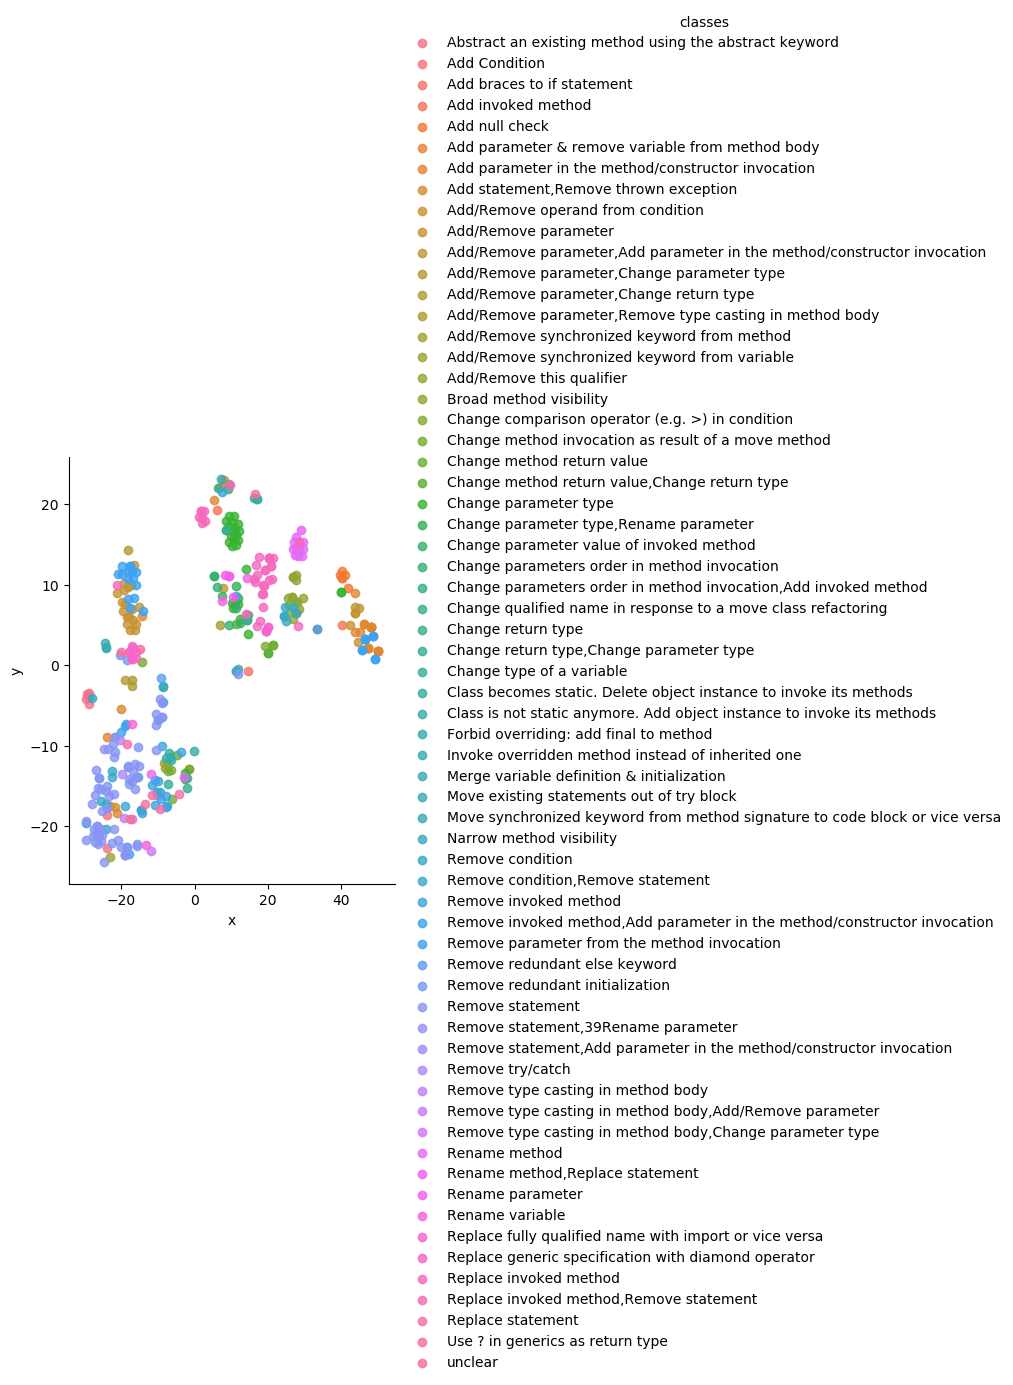 classes
Abstract an existing method using the abstract keyword
Add Condition
Add braces to if statement
Add invoked method
Add null check
Add parameter & remove variable from method body
Add parameter in the method/constructor invocation
Add statement,Remove thrown exception
Add/Remove operand from condition
Add/Remove parameter
Add/Remove parameter,Add parameter in the method/constructor invocation
Add/Remove parameter,Change parameter type
Add/Remove parameter,Change return type
Add/Remove parameter,Remove type casting in method body
Add/Remove synchronized keyword from method
Add/Remove synchronized keyword from variable
Add/Remove this qualifier
Broad method visibility
Change comparison operator (e.g. >) in condition
Change method invocation as result of a move method
Change method return value
Change method return value,Change return type
Change parameter type
Change parameter type,Rename parameter
Change parameter value of invoked method
Change parameters order in method invocation
Change parameters order in method invocation,Add invoked method
Change qualified name in response to a move class refactoring
Change return type
Change return type,Change parameter type
Change type of a variable
Class becomes static. Delete object instance to invoke its methods
Class is not static anymore. Add object instance to invoke its methods
Forbid overriding: add final to method
Invoke overridden method instead of inherited one
Merge variable definition & initialization
Move existing statements out of try block
Move synchronized keyword from method signature to code block or vice versa
Narrow method visibility
Remove condition
Remove condition,Remove statement
Remove invoked method
Remove invoked method,Add parameter in the method/constructor invocation
Remove parameter from the method invocation
Remove redundant else keyword
Remove redundant initialization
Remove statement
Remove statement,39Rename parameter
Remove statement,Add parameter in the method/constructor invocation
Remove try/catch
Remove type casting in method body
Remove type casting in method body,Add/Remove parameter
Remove type casting in method body,Change parameter type
Rename method
Rename method,Replace statement
Rename parameter
Rename variable
Replace fully qualified name with import or vice versa
Replace generic specification with diamond operator
Replace invoked method
Replace invoked method,Remove statement
Replace statement
Use ? in generics as return type
unclear
20
10
0
−10
−20
y
−20 0 20 40
x